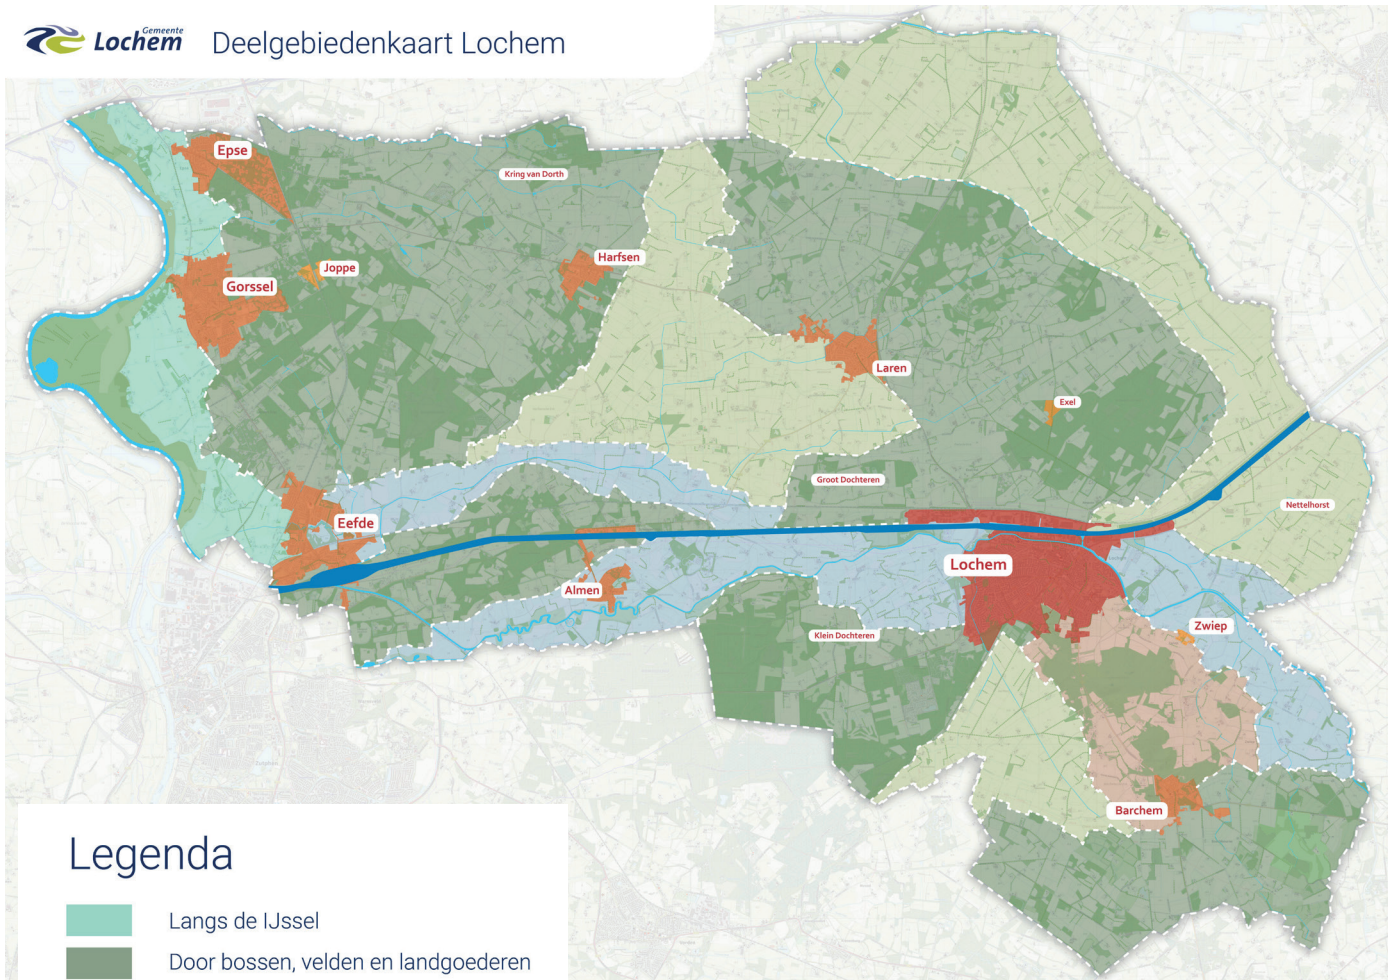 Gemeente
Lochem
Deelgebiedenkaart Lochem
Epse
Kring van Dorth
Harfsen
Joppe
Gorssel
Laren
Exel
Groot Dochteren
Nettelhorst
Eefde
Lochem
Almen
Zwiep
Klein Dochteren
Barchem
Legenda
Langs de IJssel
Door bossen, velden en landgoederen